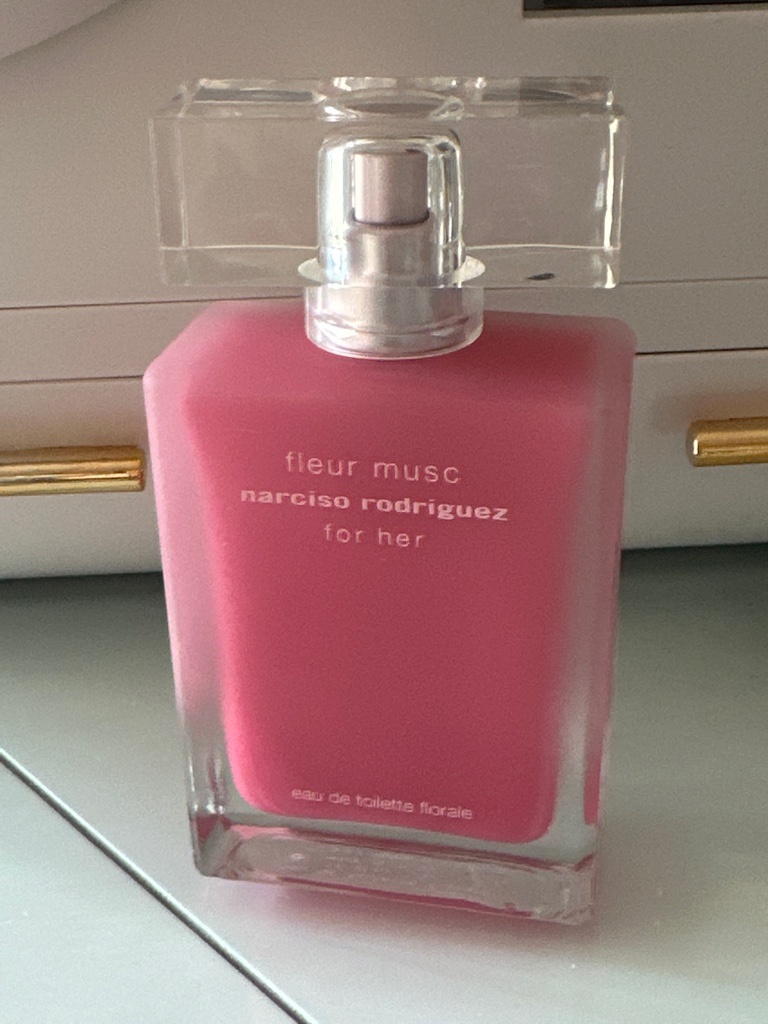 fleur musc
narciso rodriguez
for her
eau de toilette florale